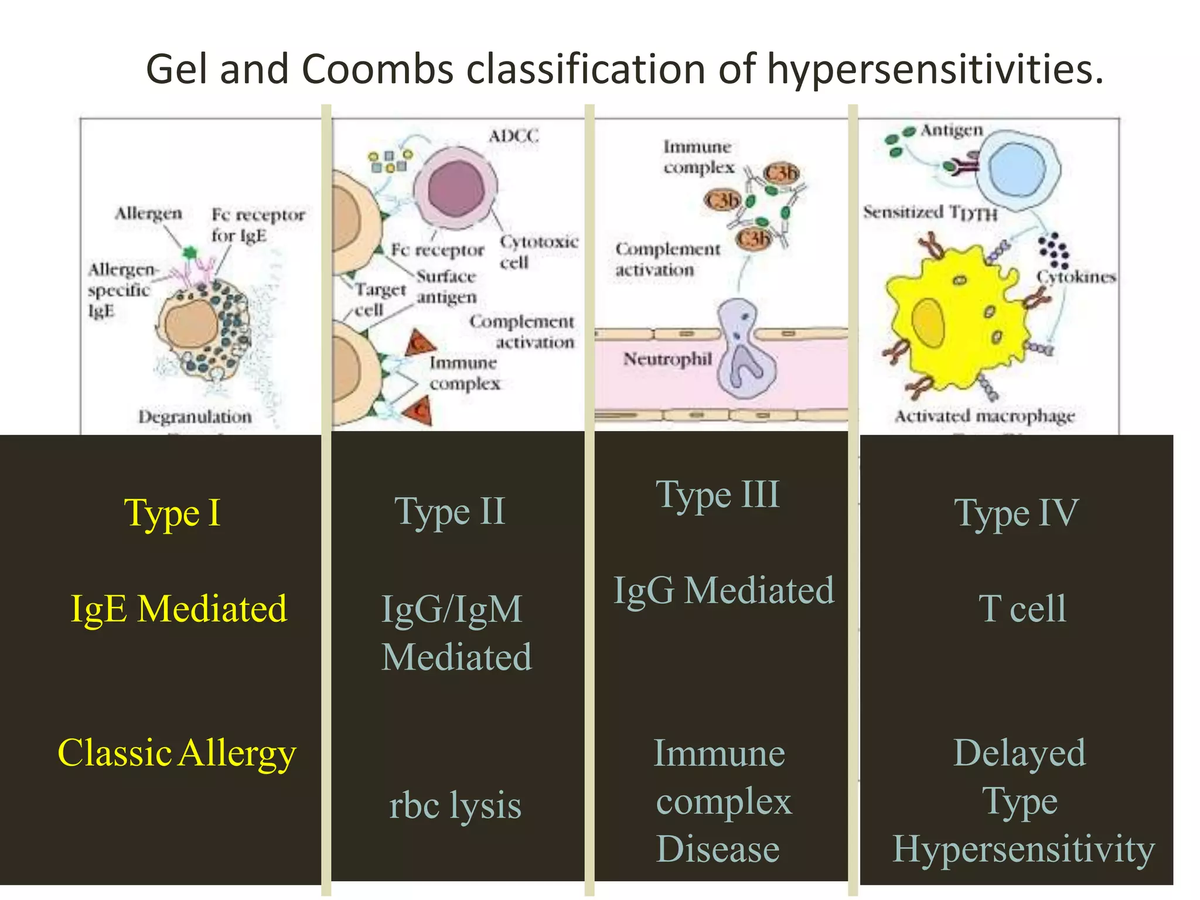 Gel and Coombs classification of hypersensitivities.
Allergen
Fc receptor
for IgE
Allergen-
specific
IgE
Degranulation
Type I
IgE Mediated
Classic Allergy
ADCC
Fc receptor
Cytotoxic
cell
Surface
antigen
Target
cell
Complement
activation
Immune
complex
C
C
Type II
IgG/IgM
Mediated
rbc lysis
Immune
complex
C3b
C3b
C3b
Complement
activation
Neutrophil
Type III
IgG Mediated
Immune
complex
Disease
Antigen
Sensitized TDTH
Cytokines
Activated macrophage
Type IV
T cell
Delayed
Type
Hypersensitivity